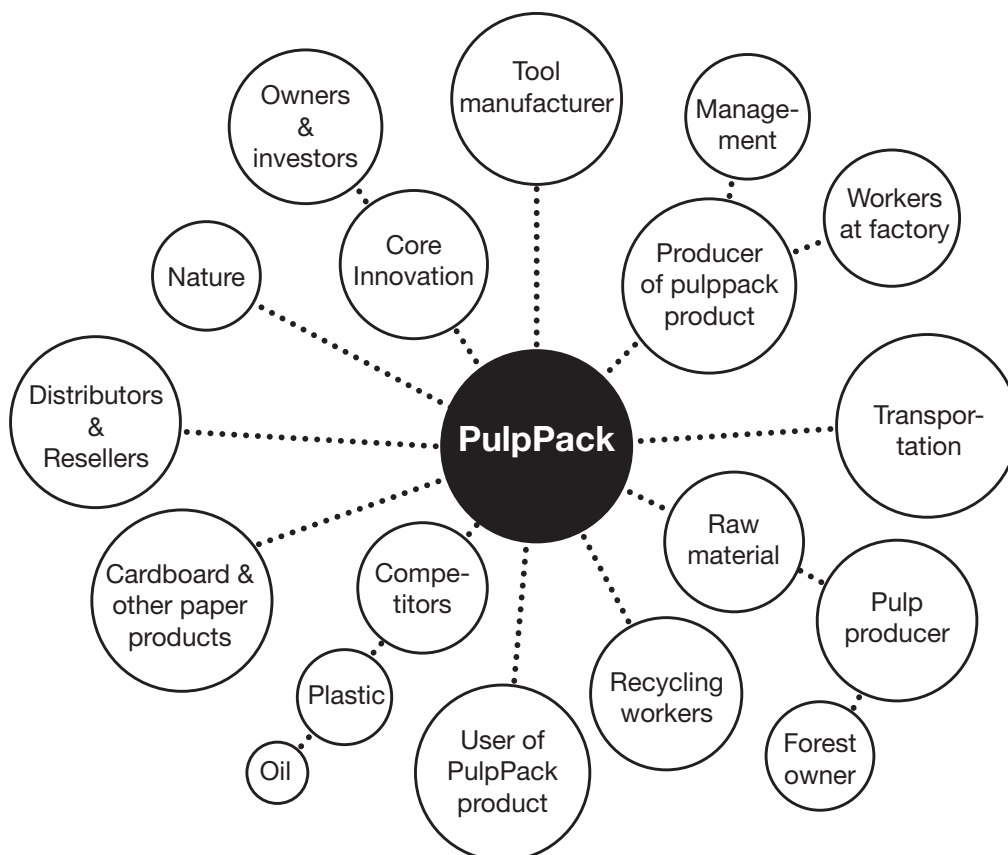 Tool
manufacturer
Owners
&
investors
Manage-
ment
Workers
at factory
Core
Innovation
Producer
of pulppack
product
Nature
Distributors
&
Resellers
PulpPack
Transpor-
tation
Raw
material
Cardboard &
other paper
products
Compe-
titors
Pulp
producer
Plastic
Recycling
workers
User of
PulpPack
product
Forest
owner
Oil